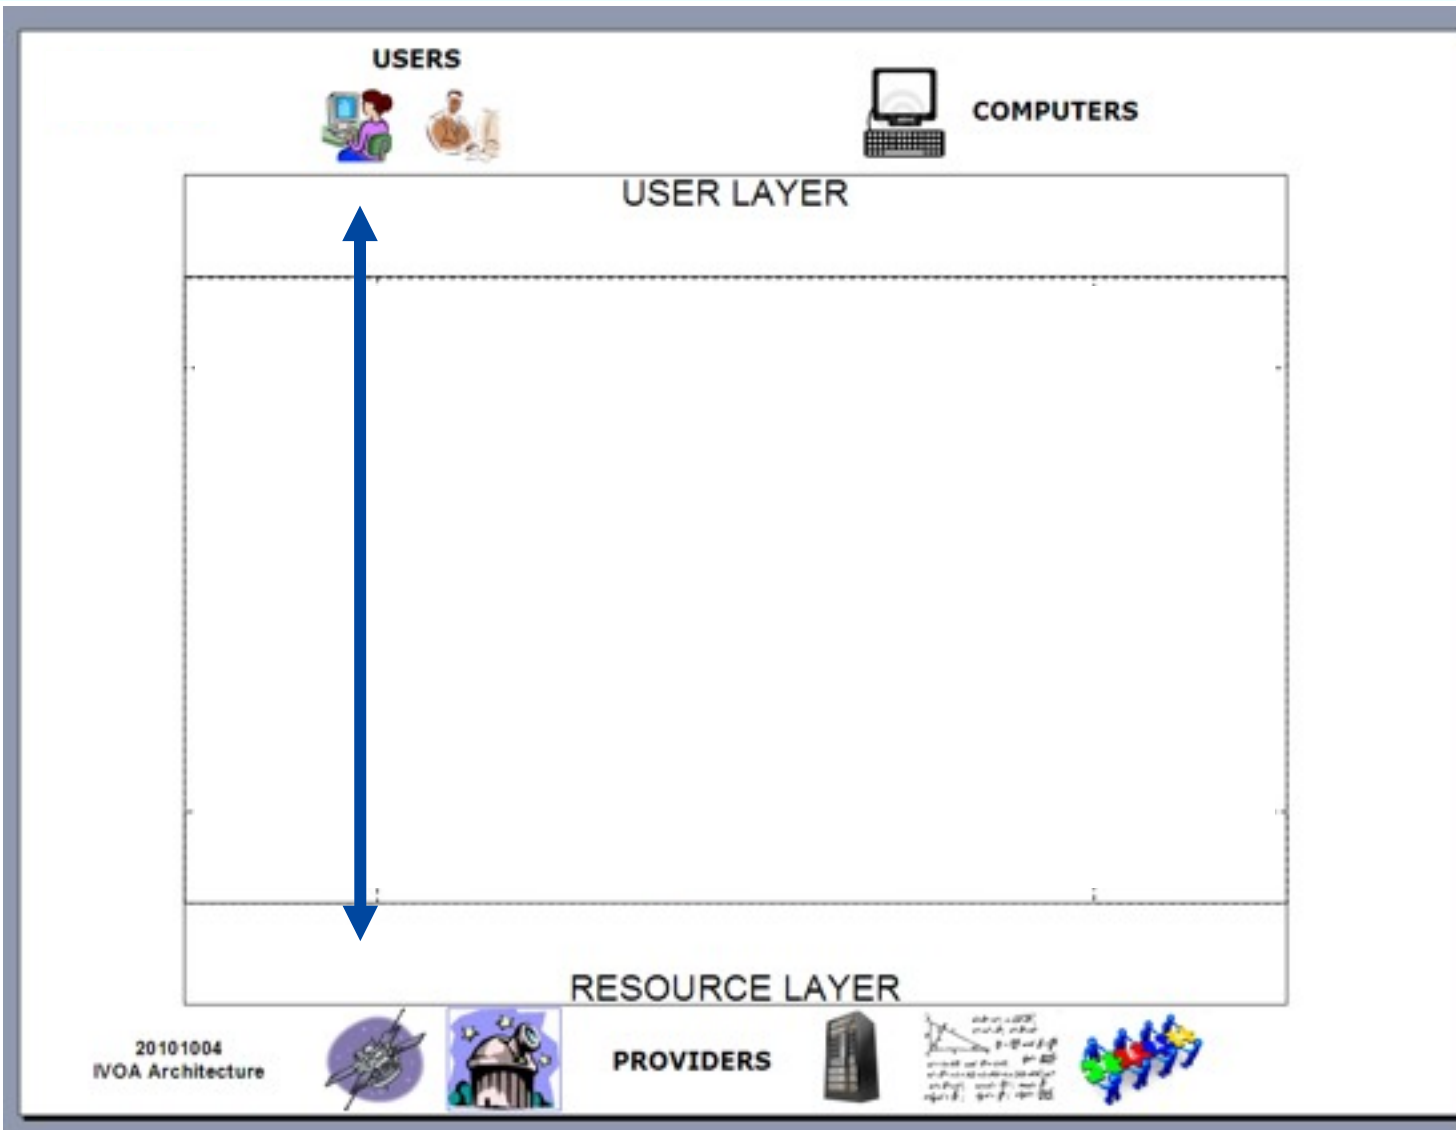 USERS
COMPUTERS
USER LAYER
RESOURCE LAYER
20101004
IVOA Architecture
PROVIDERS